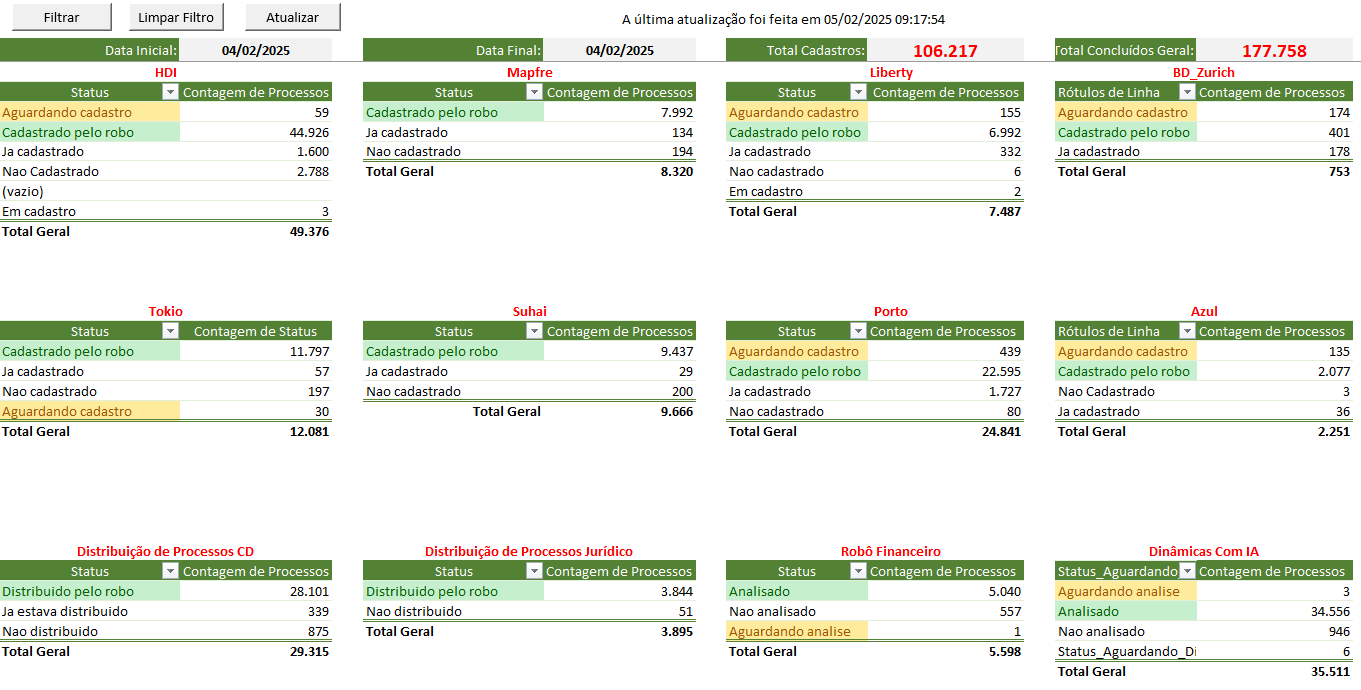 Filtrar Limpar Filtro Atualizar A última atualização foi feita em 05/02/2025 09:17:54
Data Inicial: 04/02/2025 Data Final: 04/02/2025 Total Cadastros: 106.217 Total Concluídos Geral: 177.758
HDI Mapfre Liberty BD_Zurich
Status Contagem de Processos Status Contagem de Processos Status Contagem de Processos Rótulos de Linha Contagem de Processos
Aguardando cadastro 59 Cadastrado pelo robo 7.992 Aguardando cadastro 155 Aguardando cadastro 174
Cadastrado pelo robo 44.926 Ja cadastrado 134 Cadastrado pelo robo 6.992 Cadastrado pelo robo 401
Ja cadastrado 1.600 Nao cadastrado 194 Ja cadastrado 332 Ja cadastrado 178
Nao Cadastrado 2.788 Total Geral 8.320 Nao cadastrado 6 Total Geral 753
(vazio) Em cadastro 2
Em cadastro 3 Total Geral 7.487
Total Geral 49.376
Tokio Suhai Porto Azul
Status Contagem de Status Status Contagem de Processos Status Contagem de Processos Rótulos de Linha Contagem de Processos
Cadastrado pelo robo 11.797 Cadastrado pelo robo 9.437 Aguardando cadastro 439 Aguardando cadastro 135
Ja cadastrado 57 Ja cadastrado 29 Cadastrado pelo robo 22.595 Cadastrado pelo robo 2.077
Nao cadastrado 197 Nao cadastrado 200 Ja cadastrado 1.727 Nao Cadastrado 3
Aguardando cadastro 30 Total Geral 9.666 Nao cadastrado 80 Ja cadastrado 36
Total Geral 12.081 Total Geral 24.841 Total Geral 2.251
Distribuição de Processos CD Distribuição de Processos Jurídico Robô Financeiro Dinâmicas Com IA
Status Contagem de Processos Status Contagem de Processos Status Contagem de Processos Status_Aguardando Contagem de Processos
Distribuido pelo robo 28.101 Distribuido pelo robo 3.844 Analisado 5.040 Aguardando analise 3
Ja estava distribuido 339 Nao distribuido 51 Nao analisado 557 Analisado 34.556
Nao distribuido 875 Total Geral 3.895 Aguardando analise 1 Nao analisado 946
Total Geral 29.315 Total Geral 5.598 Status_Aguardando_Di 6
Total Geral 35.511